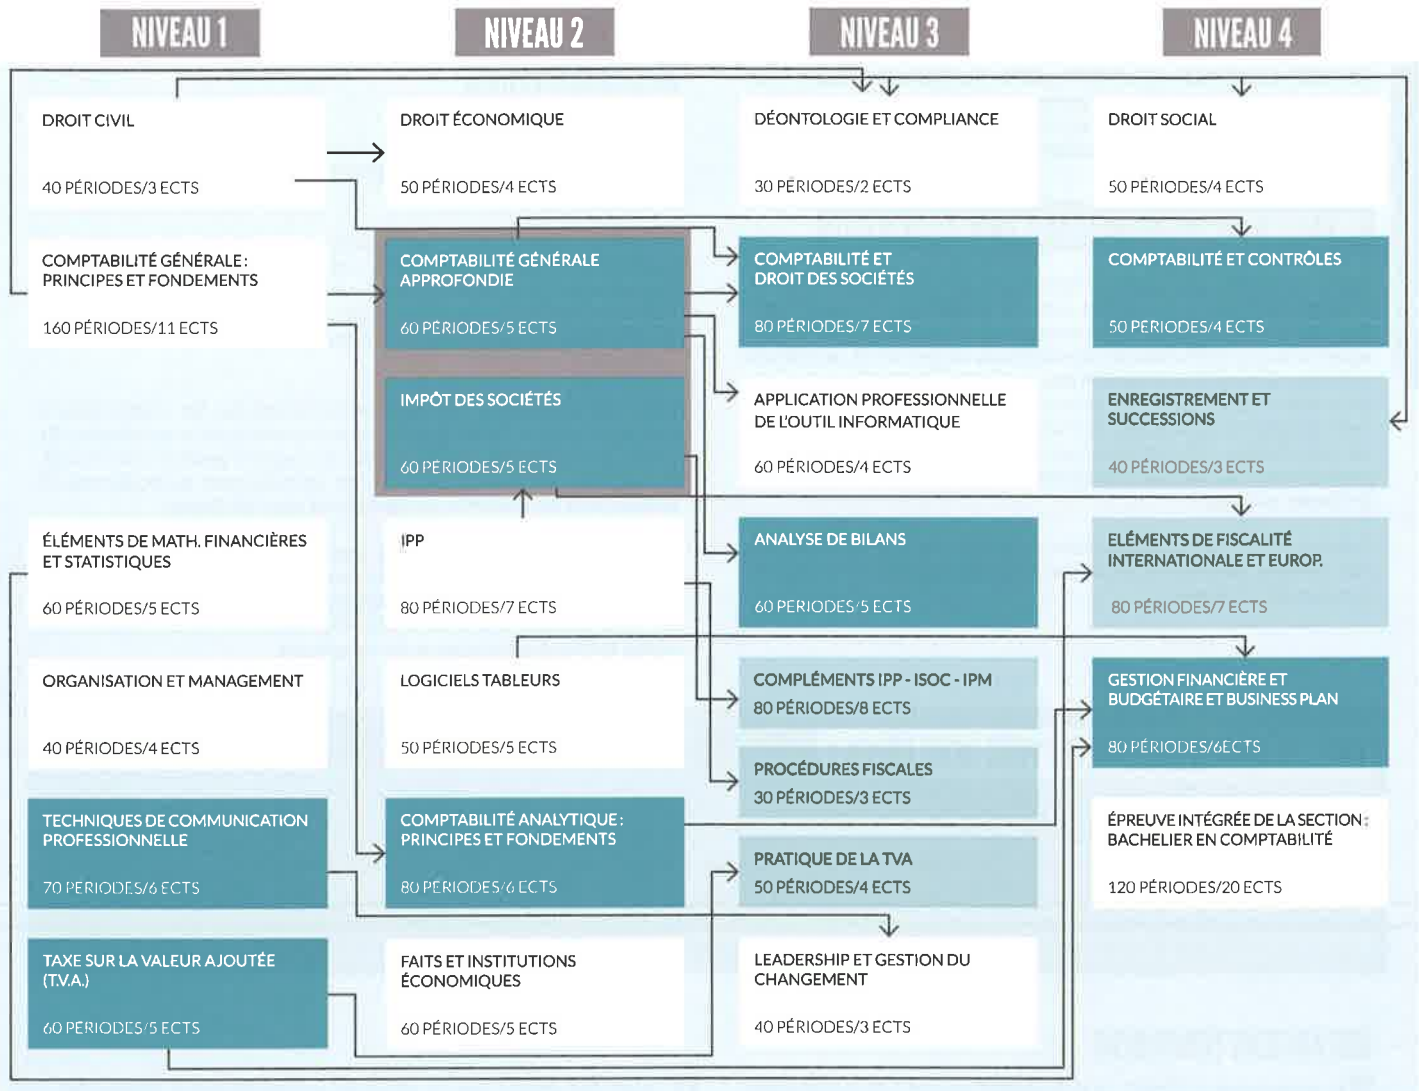 NIVEAU 1
NIVEAU 2
NIVEAU 3
NIVEAU 4
DROIT CIVIL
40 PÉRIODES/3 ECTS
DROIT ÉCONOMIQUE
50 PÉRIODES/4 ECTS
DÉONTOLOGIE ET COMPLIANCE
30 PÉRIODES/2 ECTS
DROIT SOCIAL
50 PÉRIODES/4 ECTS
COMPTABILITÉ GÉNÉRALE :
PRINCIPES ET FONDEMENTS
160 PÉRIODES/11 ECTS
COMPTABILITÉ GÉNÉRALE
APPROFONDIE
60 PÉRIODES/5 ECTS
COMPTABILITÉ ET
DROIT DES SOCIÉTÉS
80 PÉRIODES/7 ECTS
COMPTABILITÉ ET CONTRÔLES
50 PÉRIODES/4 ECTS
IMPÔT DES SOCIÉTÉS
60 PÉRIODES/5 ECTS
APPLICATION PROFESSIONNELLE
DE L'OUTIL INFORMATIQUE
60 PÉRIODES/4 ECTS
ENREGISTREMENT ET
SUCCESSIONS
40 PÉRIODES/3 ECTS
ÉLÉMENTS DE MATH. FINANCIÈRES
ET STATISTIQUES
60 PÉRIODES/5 ECTS
IPP
80 PÉRIODES/7 ECTS
ANALYSE DE BILANS
60 PERIODES/5 ECTS
ELÉMENTS DE FISCALITÉ
INTERNATIONALE ET EUROP.
80 PÉRIODES/7 ECTS
ORGANISATION ET MANAGEMENT
40 PÉRIODES/4 ECTS
LOGICIELS TABLEURS
50 PÉRIODES/5 ECTS
COMPLÉMENTS IPP - ISOC - IPM
80 PÉRIODES/8 ECTS
PROCÉDURES FISCALES
30 PÉRIODES/3 ECTS
GESTION FINANCIÈRE ET
BUDGÉTAIRE ET BUSINESS PLAN
80 PÉRIODES/6ECTS
TECHNIQUES DE COMMUNICATION
PROFESSIONNELLE
70 PÉRIODES/6 ECTS
COMPTABILITÉ ANALYTIQUE :
PRINCIPES ET FONDEMENTS
80 PÉRIODES/6 ECTS
PRATIQUE DE LA TVA
50 PÉRIODES/4 ECTS
ÉPREUVE INTÉGRÉE DE LA SECTION :
BACHELIER EN COMPTABILITÉ
120 PÉRIODES/20 ECTS
TAXE SUR LA VALEUR AJOUTÉE
(T.V.A.)
60 PÉRIODES/5 ECTS
FAITS ET INSTITUTIONS
ÉCONOMIQUES
60 PÉRIODES/5 ECTS
LEADERSHIP ET GESTION DU
CHANGEMENT
40 PÉRIODES/3 ECTS